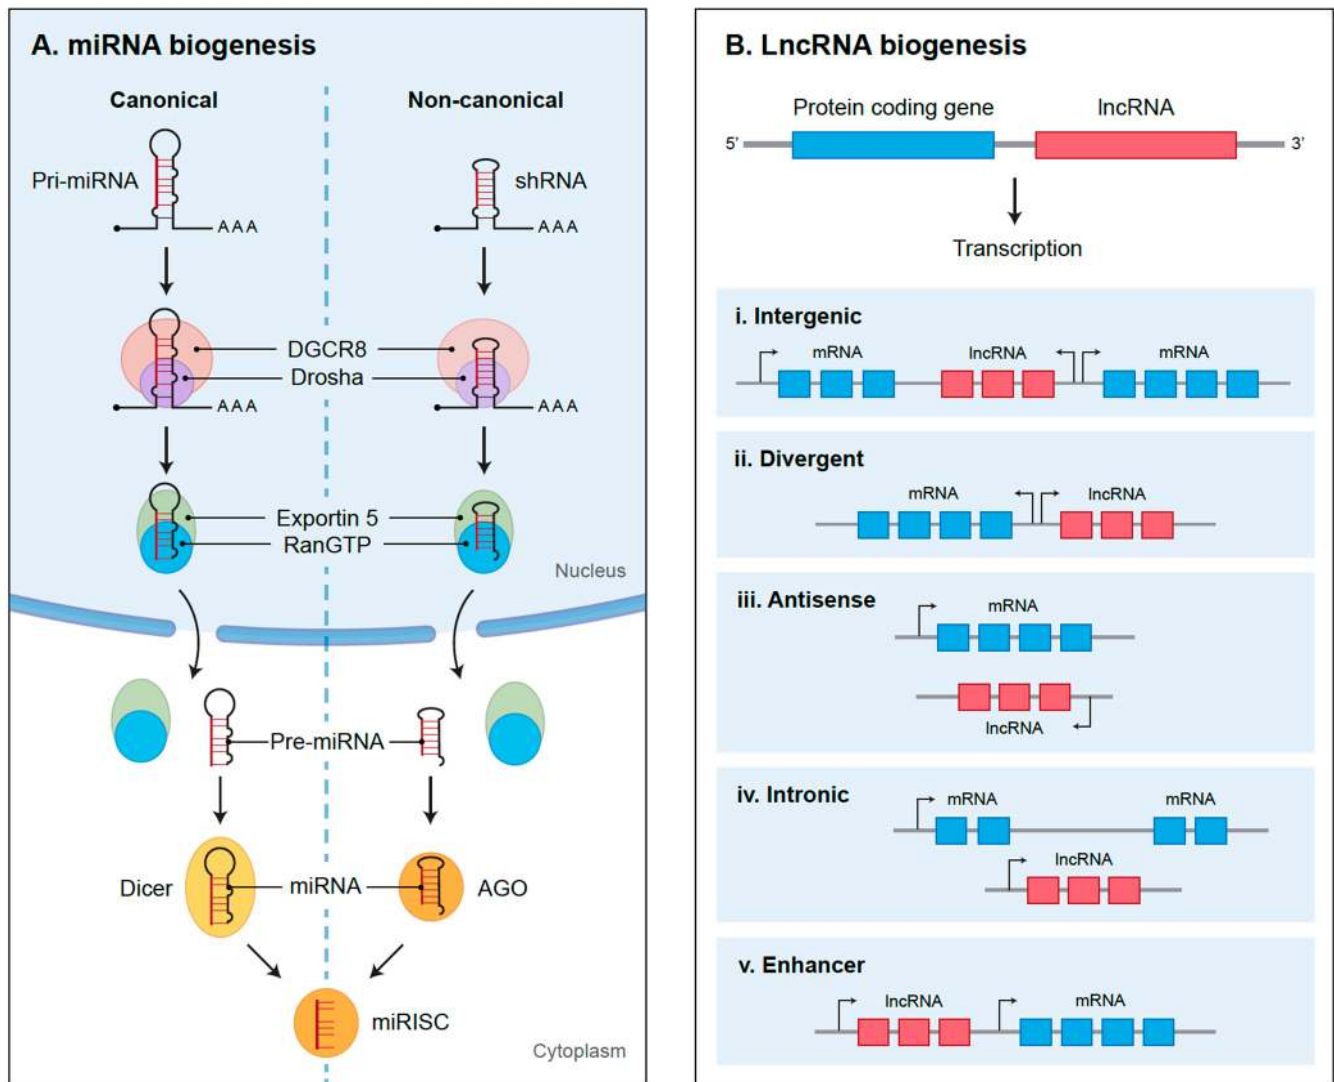 A. miRNA biogenesis
Canonical
Non-canonical
Pri-miRNA
shRNA
AAA
AAA
DGCR8
Drosha
AAA
AAA
Exportin 5
RanGTP
Nucleus
Pre-miRNA
Dicer
miRNA
AGO
miRISC
Cytoplasm
B. LncRNA biogenesis
Protein coding gene
lncRNA
5'
3'
Transcription
i. Intergenic
mRNA
lncRNA
mRNA
ii. Divergent
mRNA
lncRNA
iii. Antisense
mRNA
lncRNA
iv. Intronic
mRNA
mRNA
lncRNA
v. Enhancer
lncRNA
mRNA